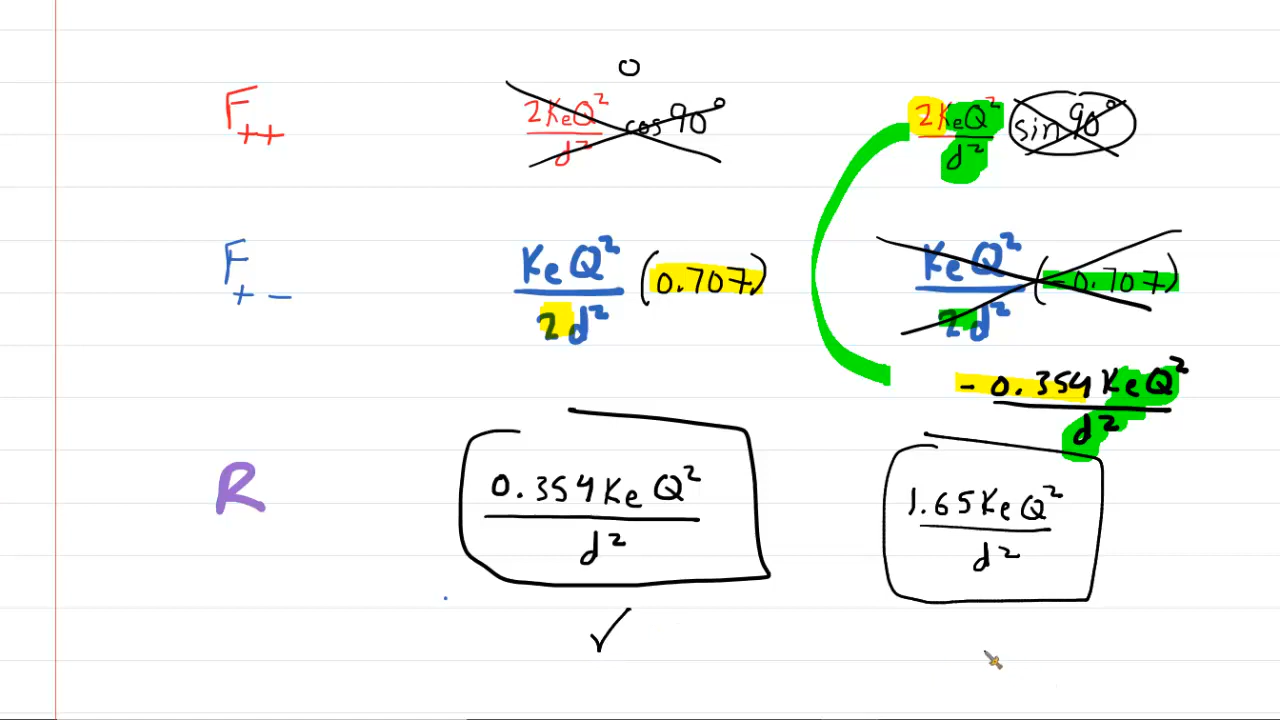 0
F++ 2KeQ²/d² cos 90° 2KeQ²/d² sin 90°
F+- KeQ²/2d² (0.707) KeQ²/2d² (-0.707)
-0.354 KeQ²/d²
R 0.354 KeQ²/d² 1.65 KeQ²/d²
✓